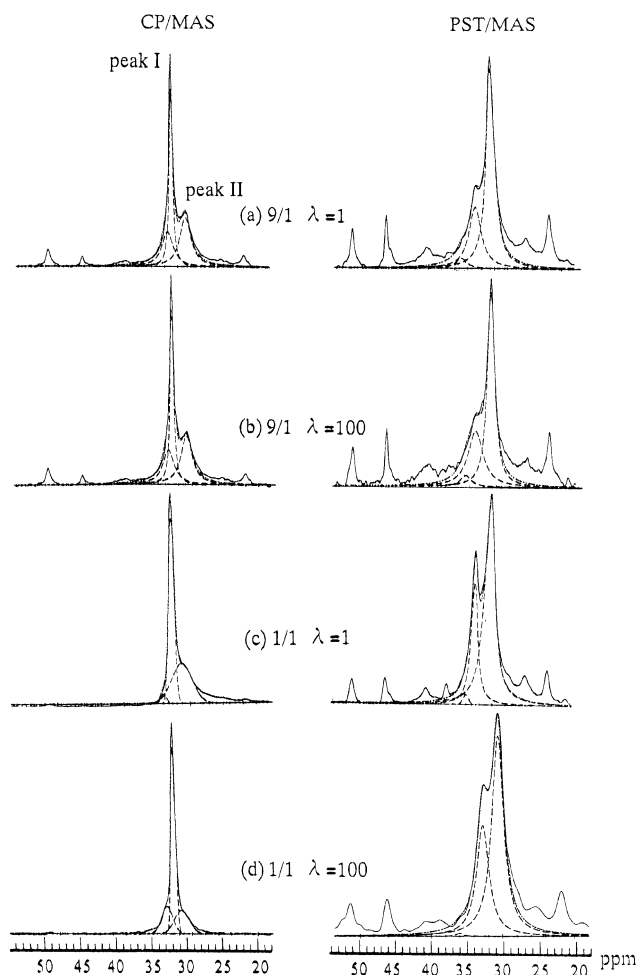 CP/MAS PST/MAS
peak I
peak II
(a) 9/1 λ=1
(b) 9/1 λ=100
(c) 1/1 λ=1
(d) 1/1 λ=100
50 45 40 35 30 25 20 50 45 40 35 30 25 20 ppm